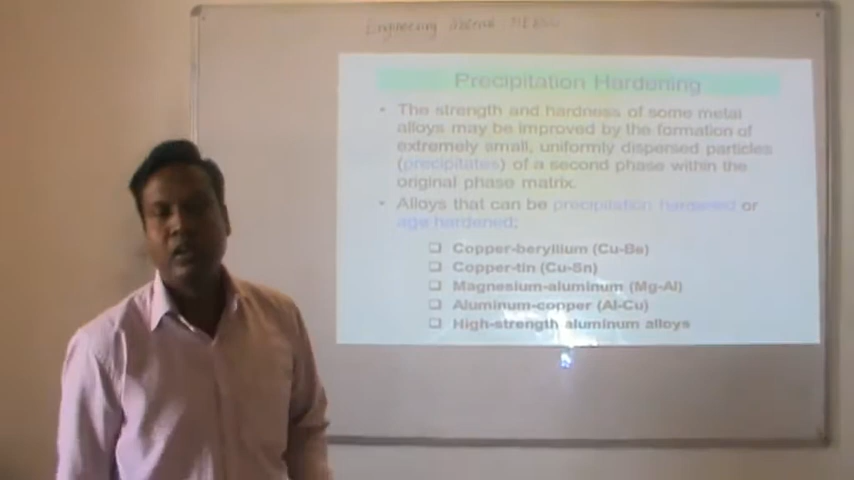 Engineering
Precipitation Hardening
• The strength and hardness of some metal
alloys may be improved by the formation of
extremely small, uniformly dispersed particles
(precipitates) of a second phase within the
original phase matrix.
• Alloys that can be precipitation hardened or
age hardened:
❑ Copper-beryllium (Cu-Be)
❑ Copper-tin (Cu-Sn)
❑ Magnesium-aluminum (Mg-Al)
❑ Aluminum-copper (Al-Cu)
❑ High-strength aluminum alloys